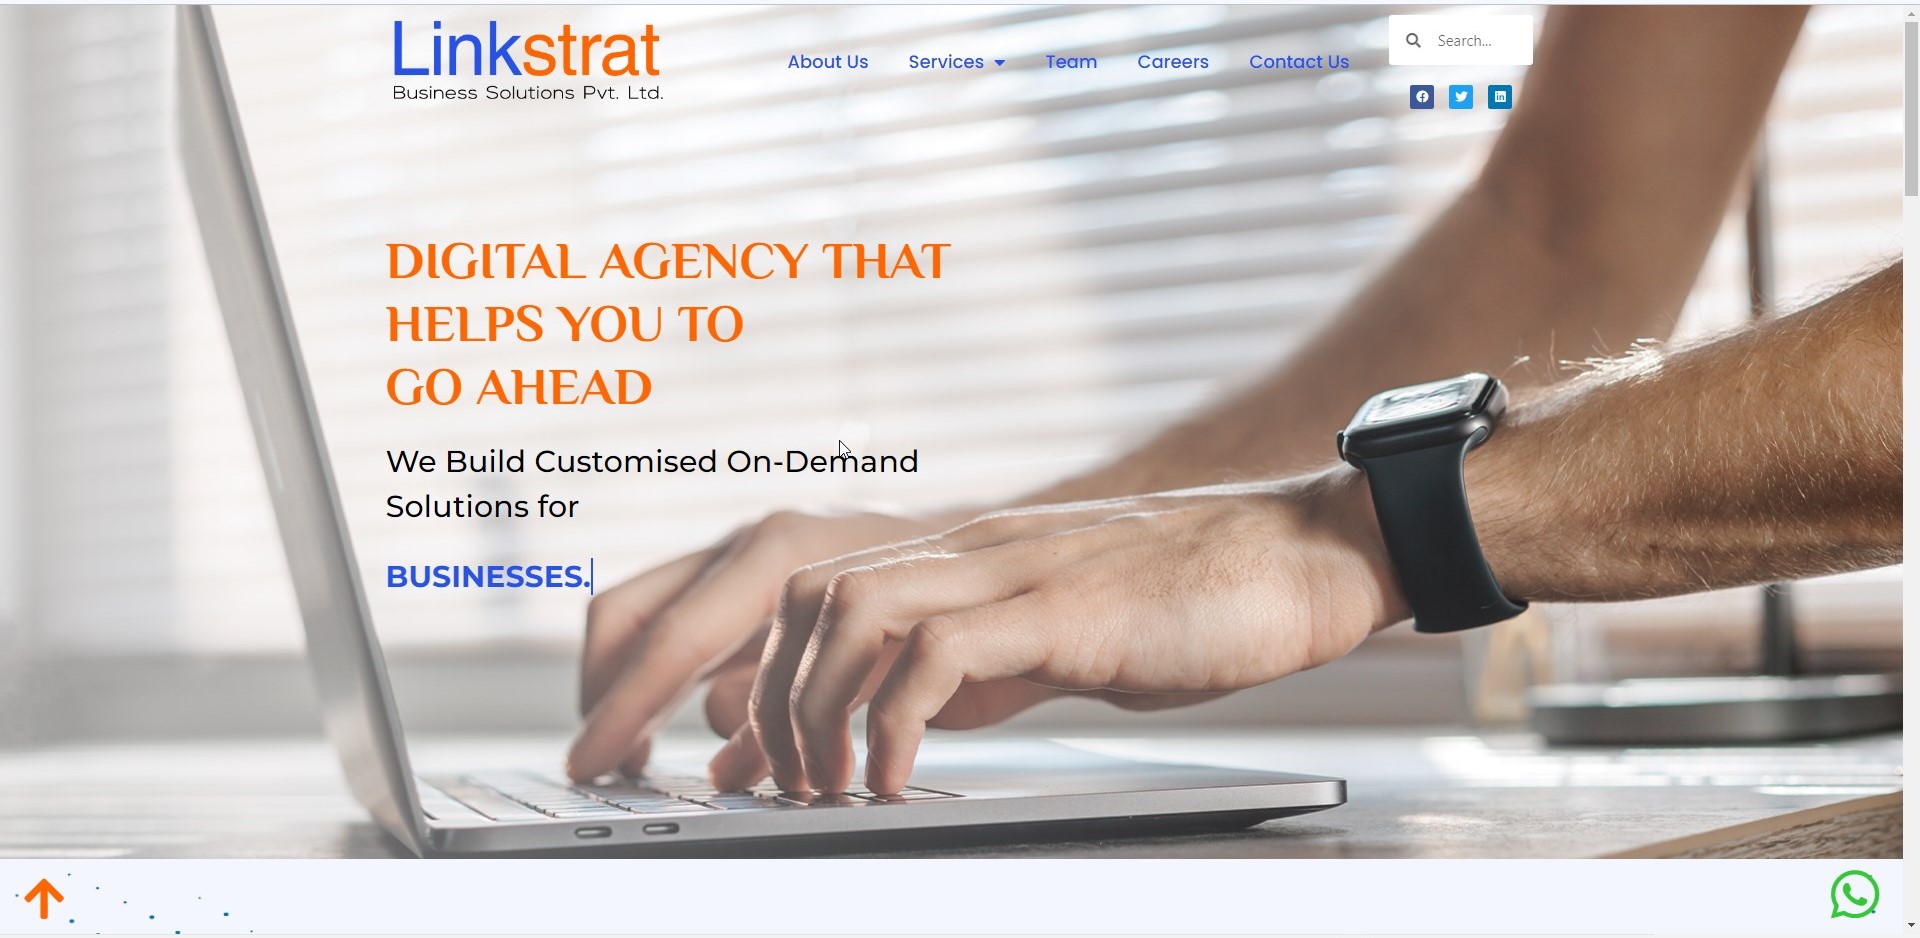 Linkstrat
Business Solutions Pvt. Ltd.
About Us
Services
Team
Careers
Contact Us
Search...
DIGITAL AGENCY THAT
HELPS YOU TO
GO AHEAD
We Build Customised On-Demand
Solutions for
BUSINESSES.